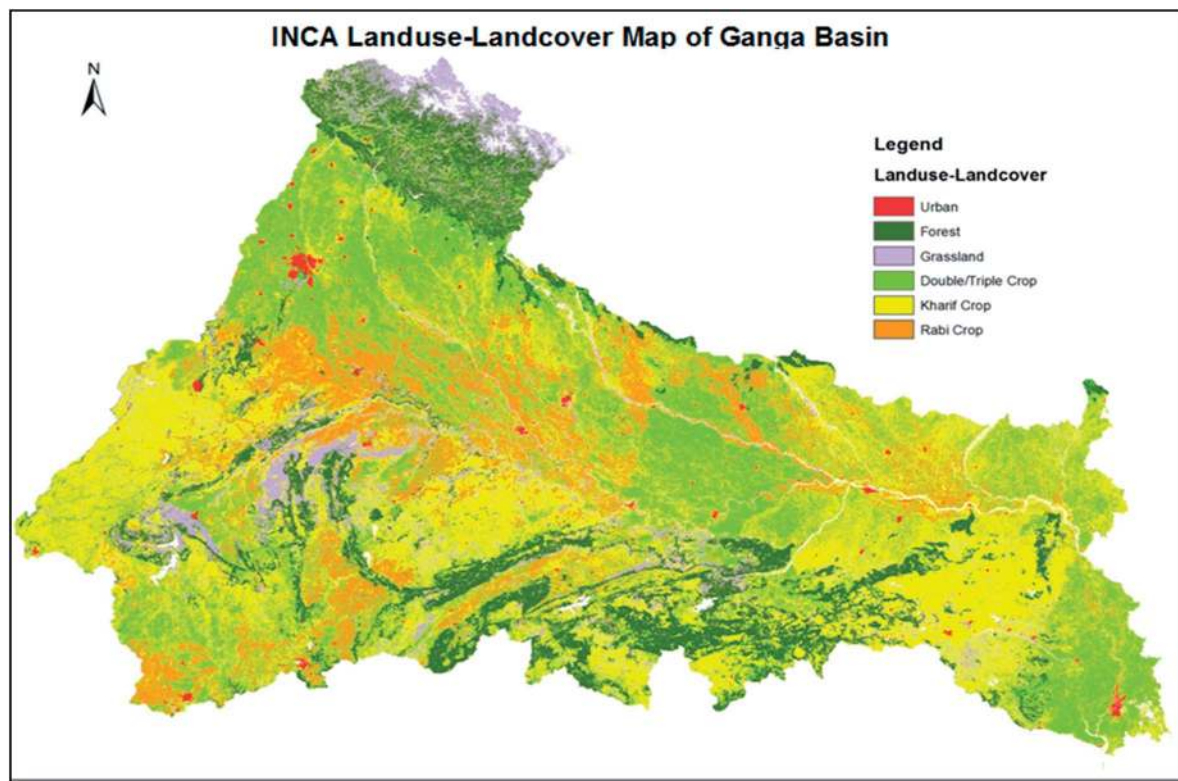 INCA Landuse-Landcover Map of Ganga Basin
N
Legend
Landuse-Landcover
Urban
Forest
Grassland
Double/Triple Crop
Kharif Crop
Rabi Crop